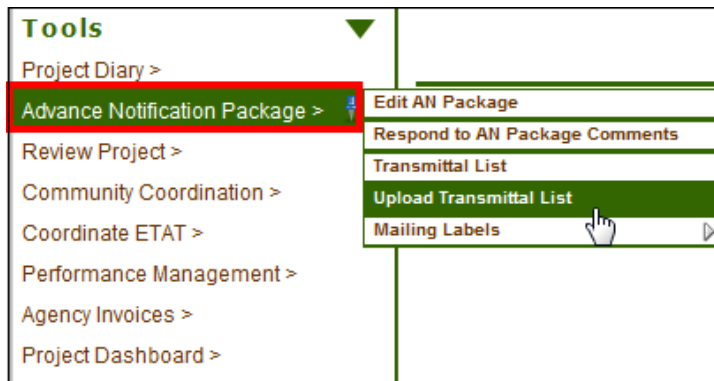 Tools
Project Diary >
Advance Notification Package >
Review Project >
Community Coordination >
Coordinate ETAT >
Performance Management >
Agency Invoices >
Project Dashboard >
Edit AN Package
Respond to AN Package Comments
Transmittal List
Upload Transmittal List
Mailing Labels